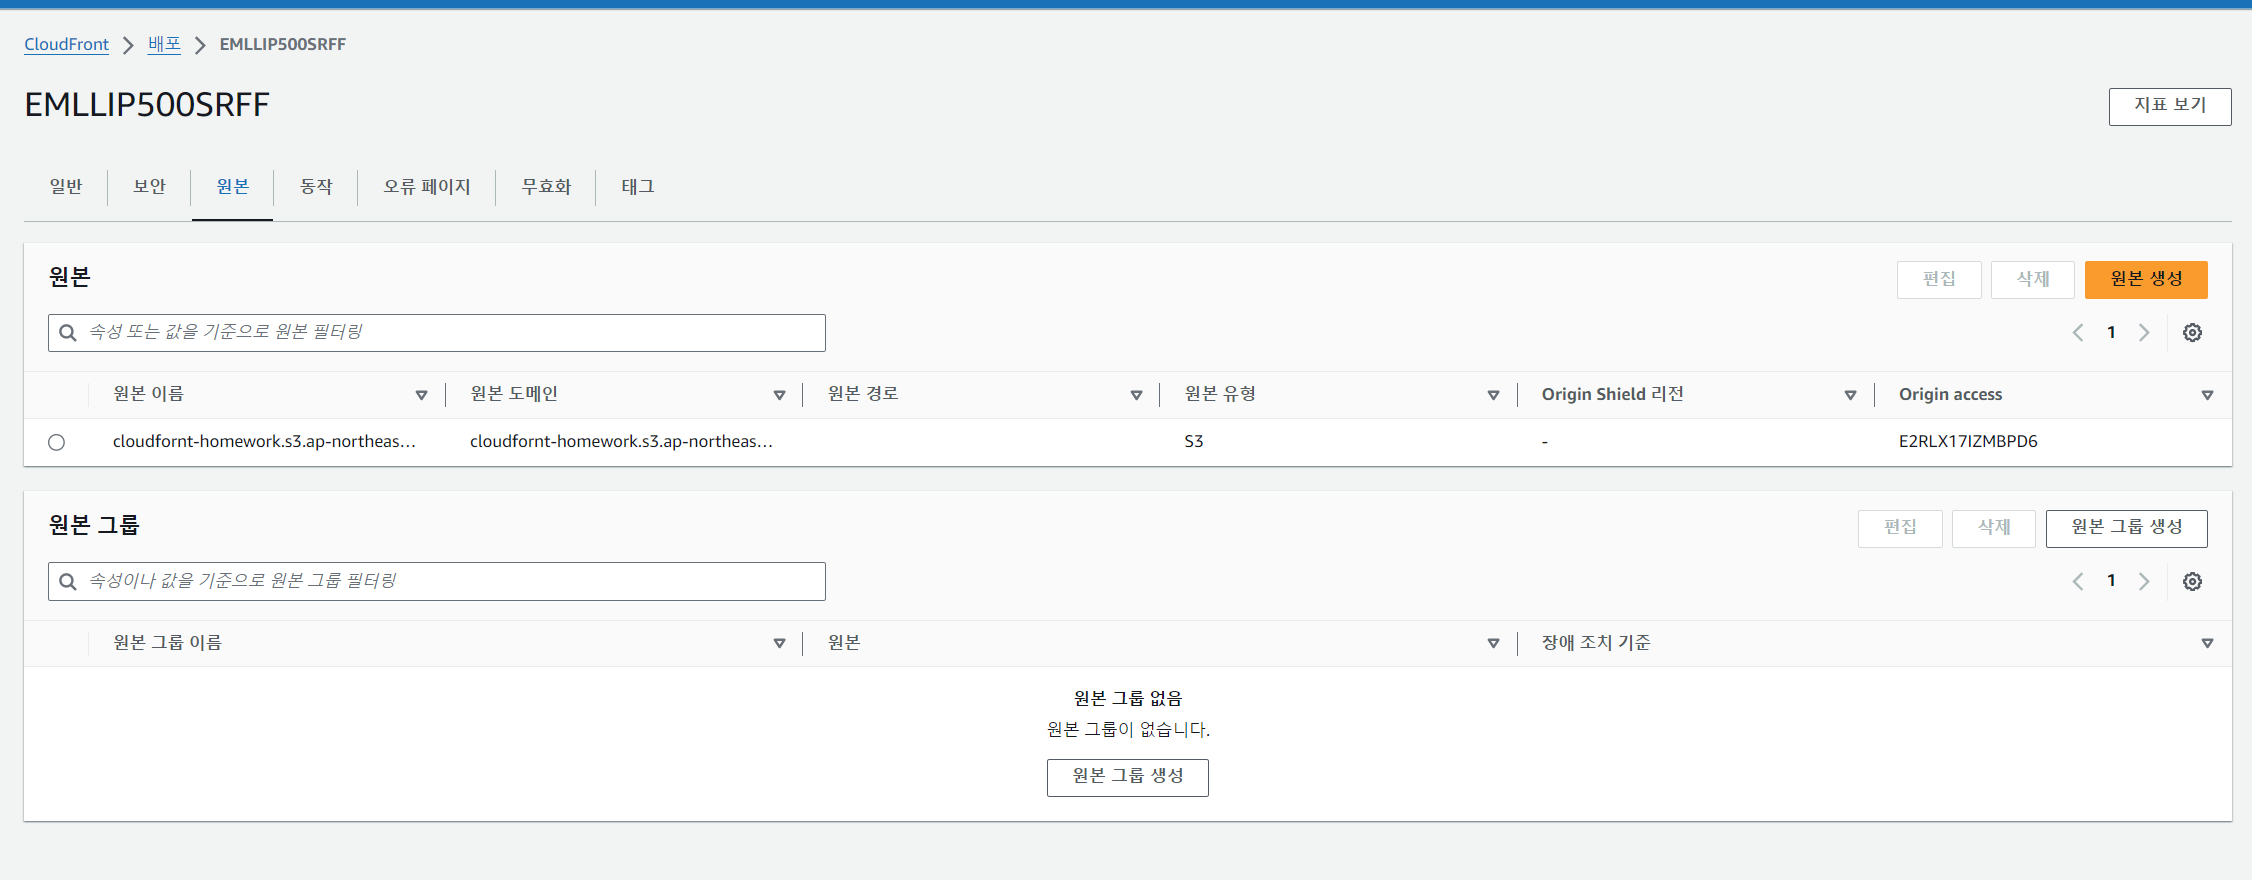 CloudFront > 배포 > EMLLIP500SRFF
EMLLIP500SRFF
지표 보기
일반 보안 원본 동작 오류 페이지 무효화 태그
원본
편집 삭제 원본 생성
속성 또는 값을 기준으로 원본 필터링
1
원본 이름 원본 도메인 원본 경로 원본 유형 Origin Shield 리전 Origin access
cloudfornt-homework.s3.ap-northeas... cloudfornt-homework.s3.ap-northeas... S3 - E2RLX17IZMBPD6
원본 그룹
편집 삭제 원본 그룹 생성
속성이나 값을 기준으로 원본 그룹 필터링
1
원본 그룹 이름 원본 장애 조치 기준
원본 그룹 없음
원본 그룹이 없습니다.
원본 그룹 생성